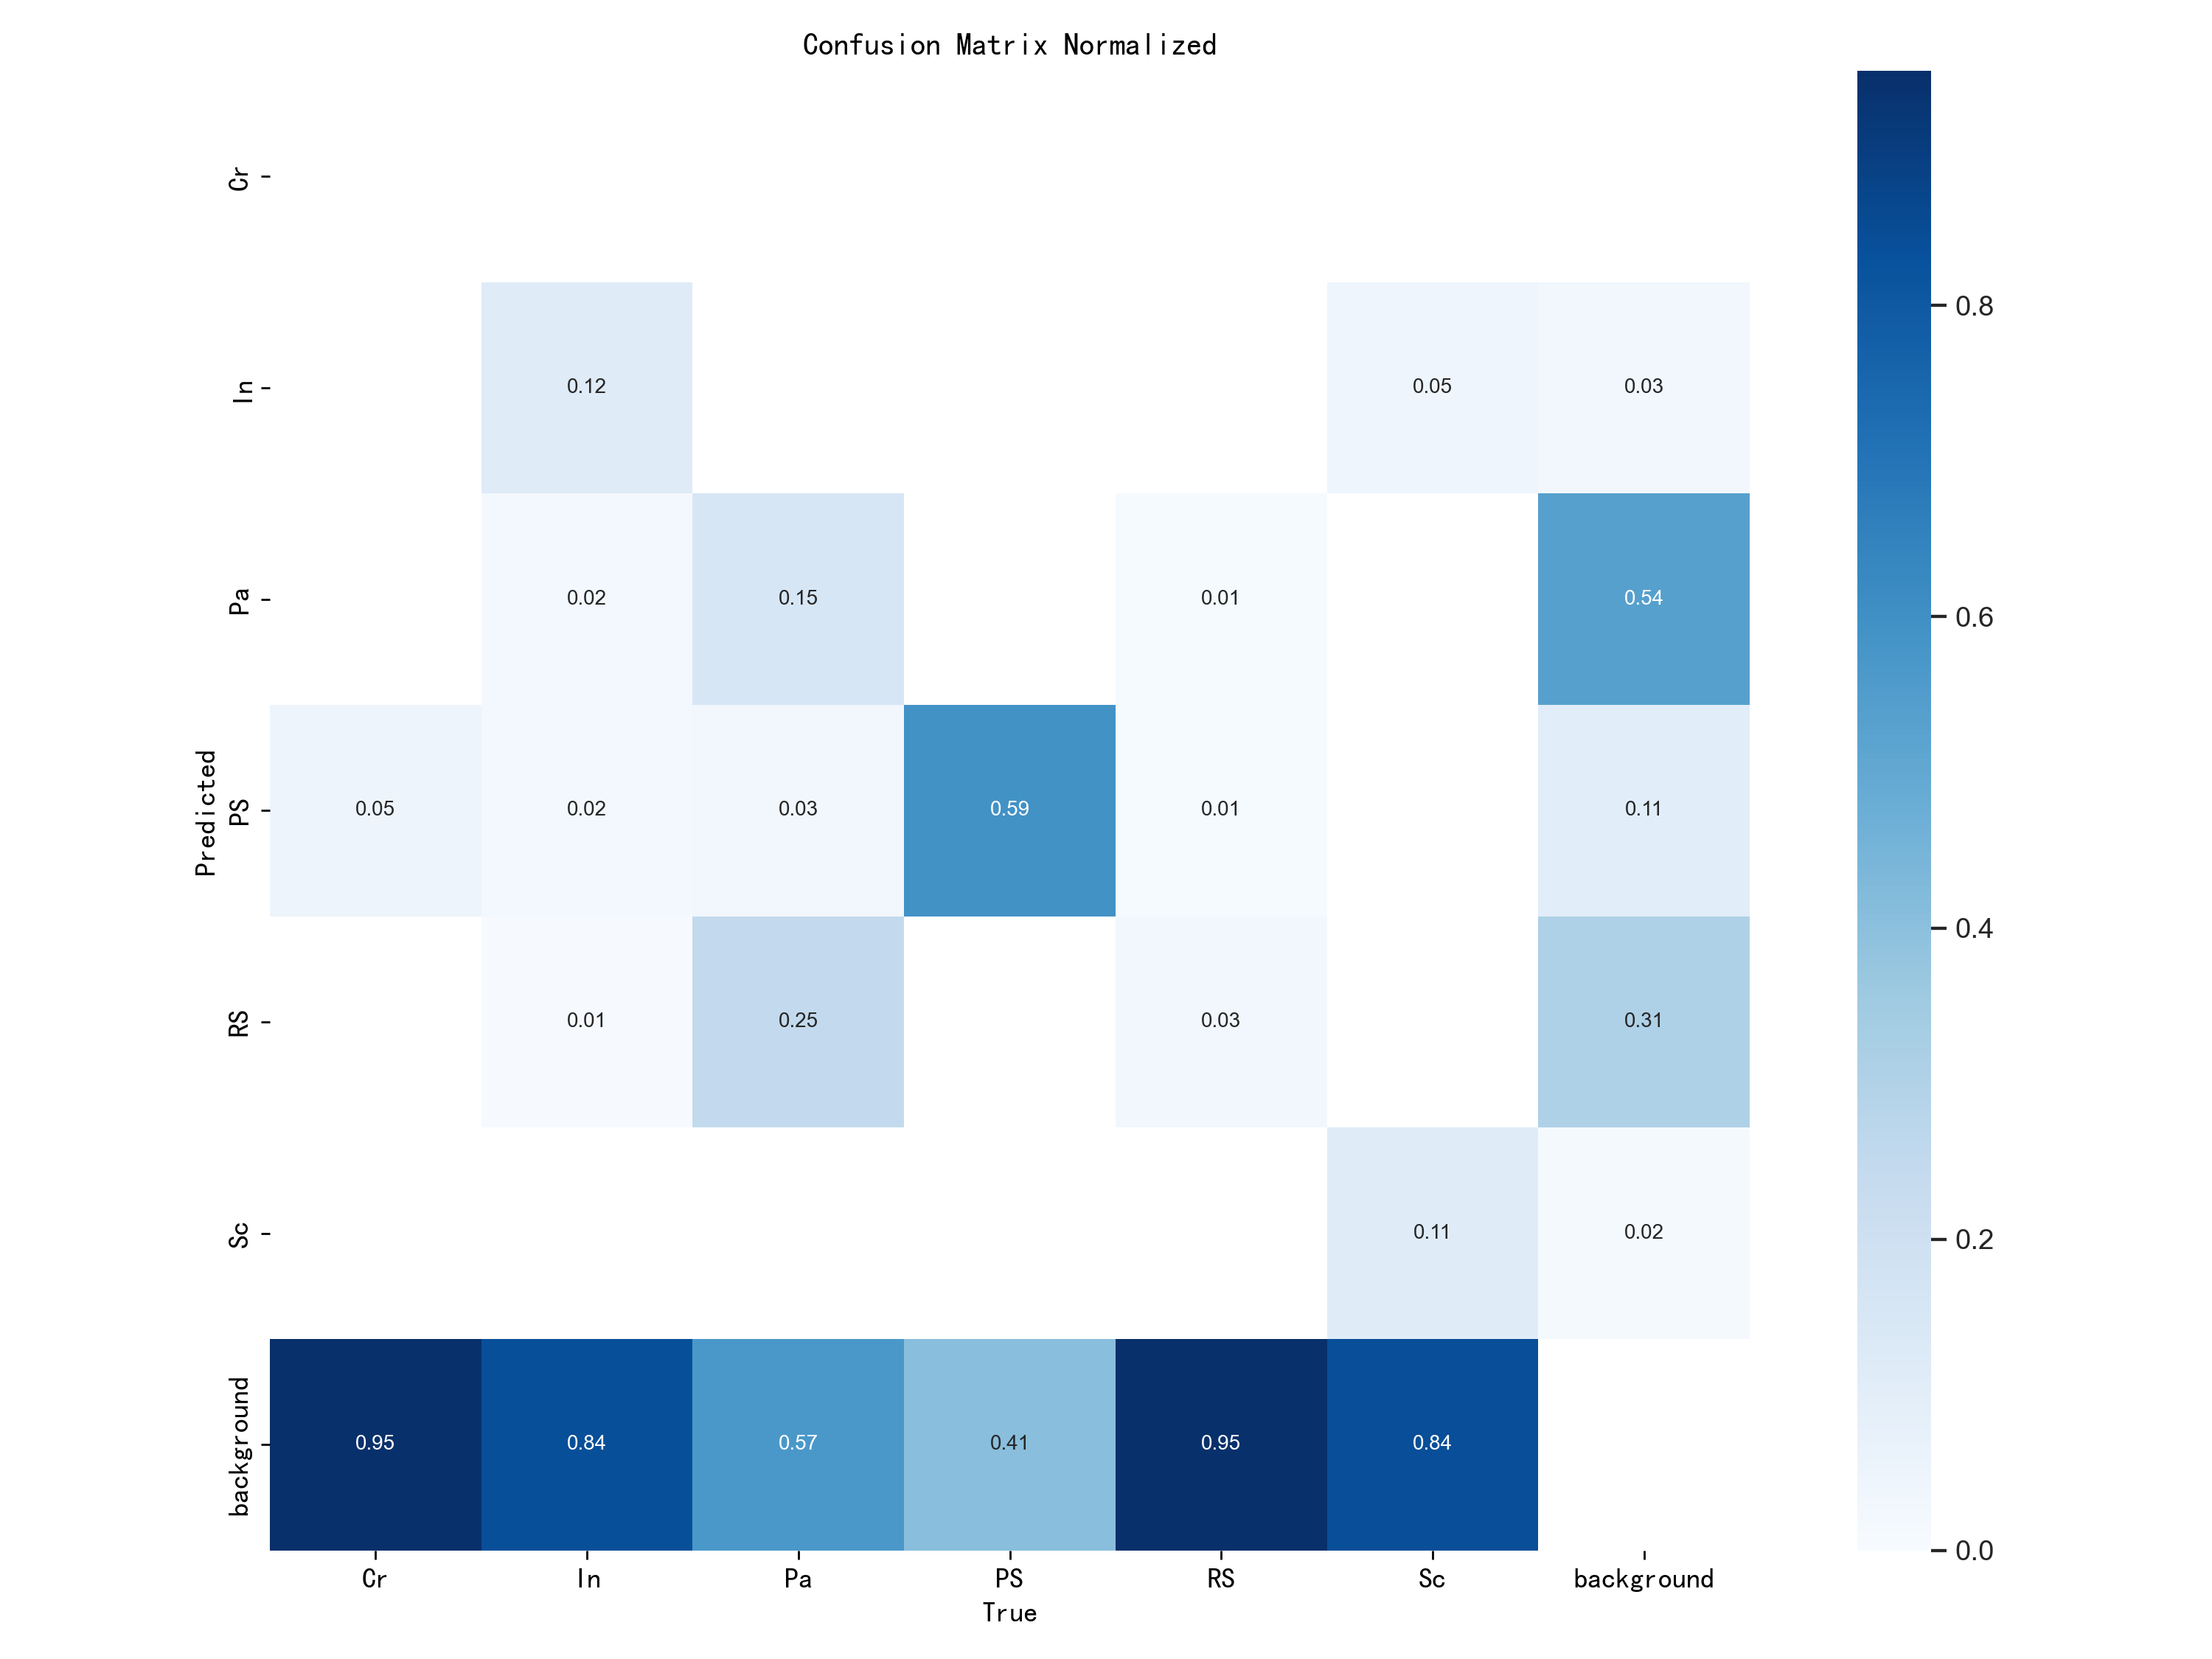 Confusion Matrix Normalized
Cr
In 0.12 0.05 0.03
Pa 0.02 0.15 0.01 0.54
PS 0.05 0.02 0.03 0.59 0.01 0.11
RS 0.01 0.25 0.03 0.31
Sc 0.11 0.02
background 0.95 0.84 0.57 0.41 0.95 0.84
Predicted
Cr In Pa PS RS Sc background
True
0.8
0.6
0.4
0.2
0.0